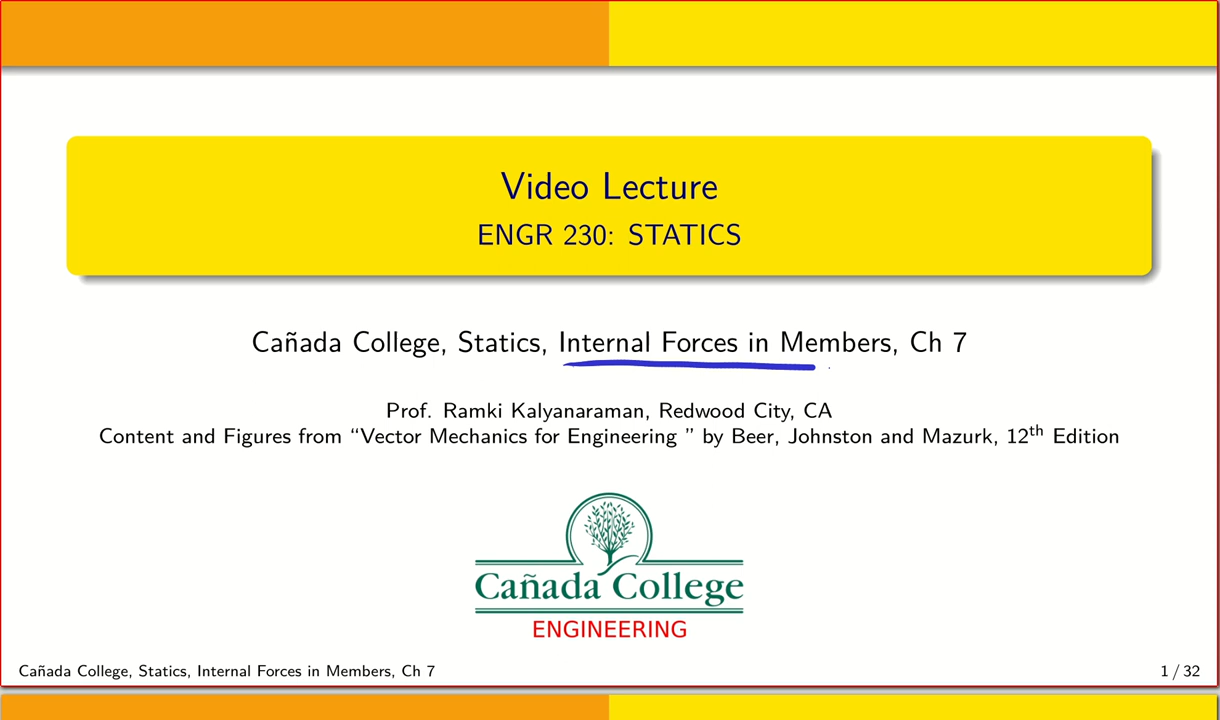 Video Lecture
ENGR 230: STATICS
Cañada College, Statics, Internal Forces in Members, Ch 7
Prof. Ramki Kalyanaraman, Redwood City, CA
Content and Figures from “Vector Mechanics for Engineering ” by Beer, Johnston and Mazurk, 12th Edition
Cañada College
ENGINEERING
Cañada College, Statics, Internal Forces in Members, Ch 7
1 / 32